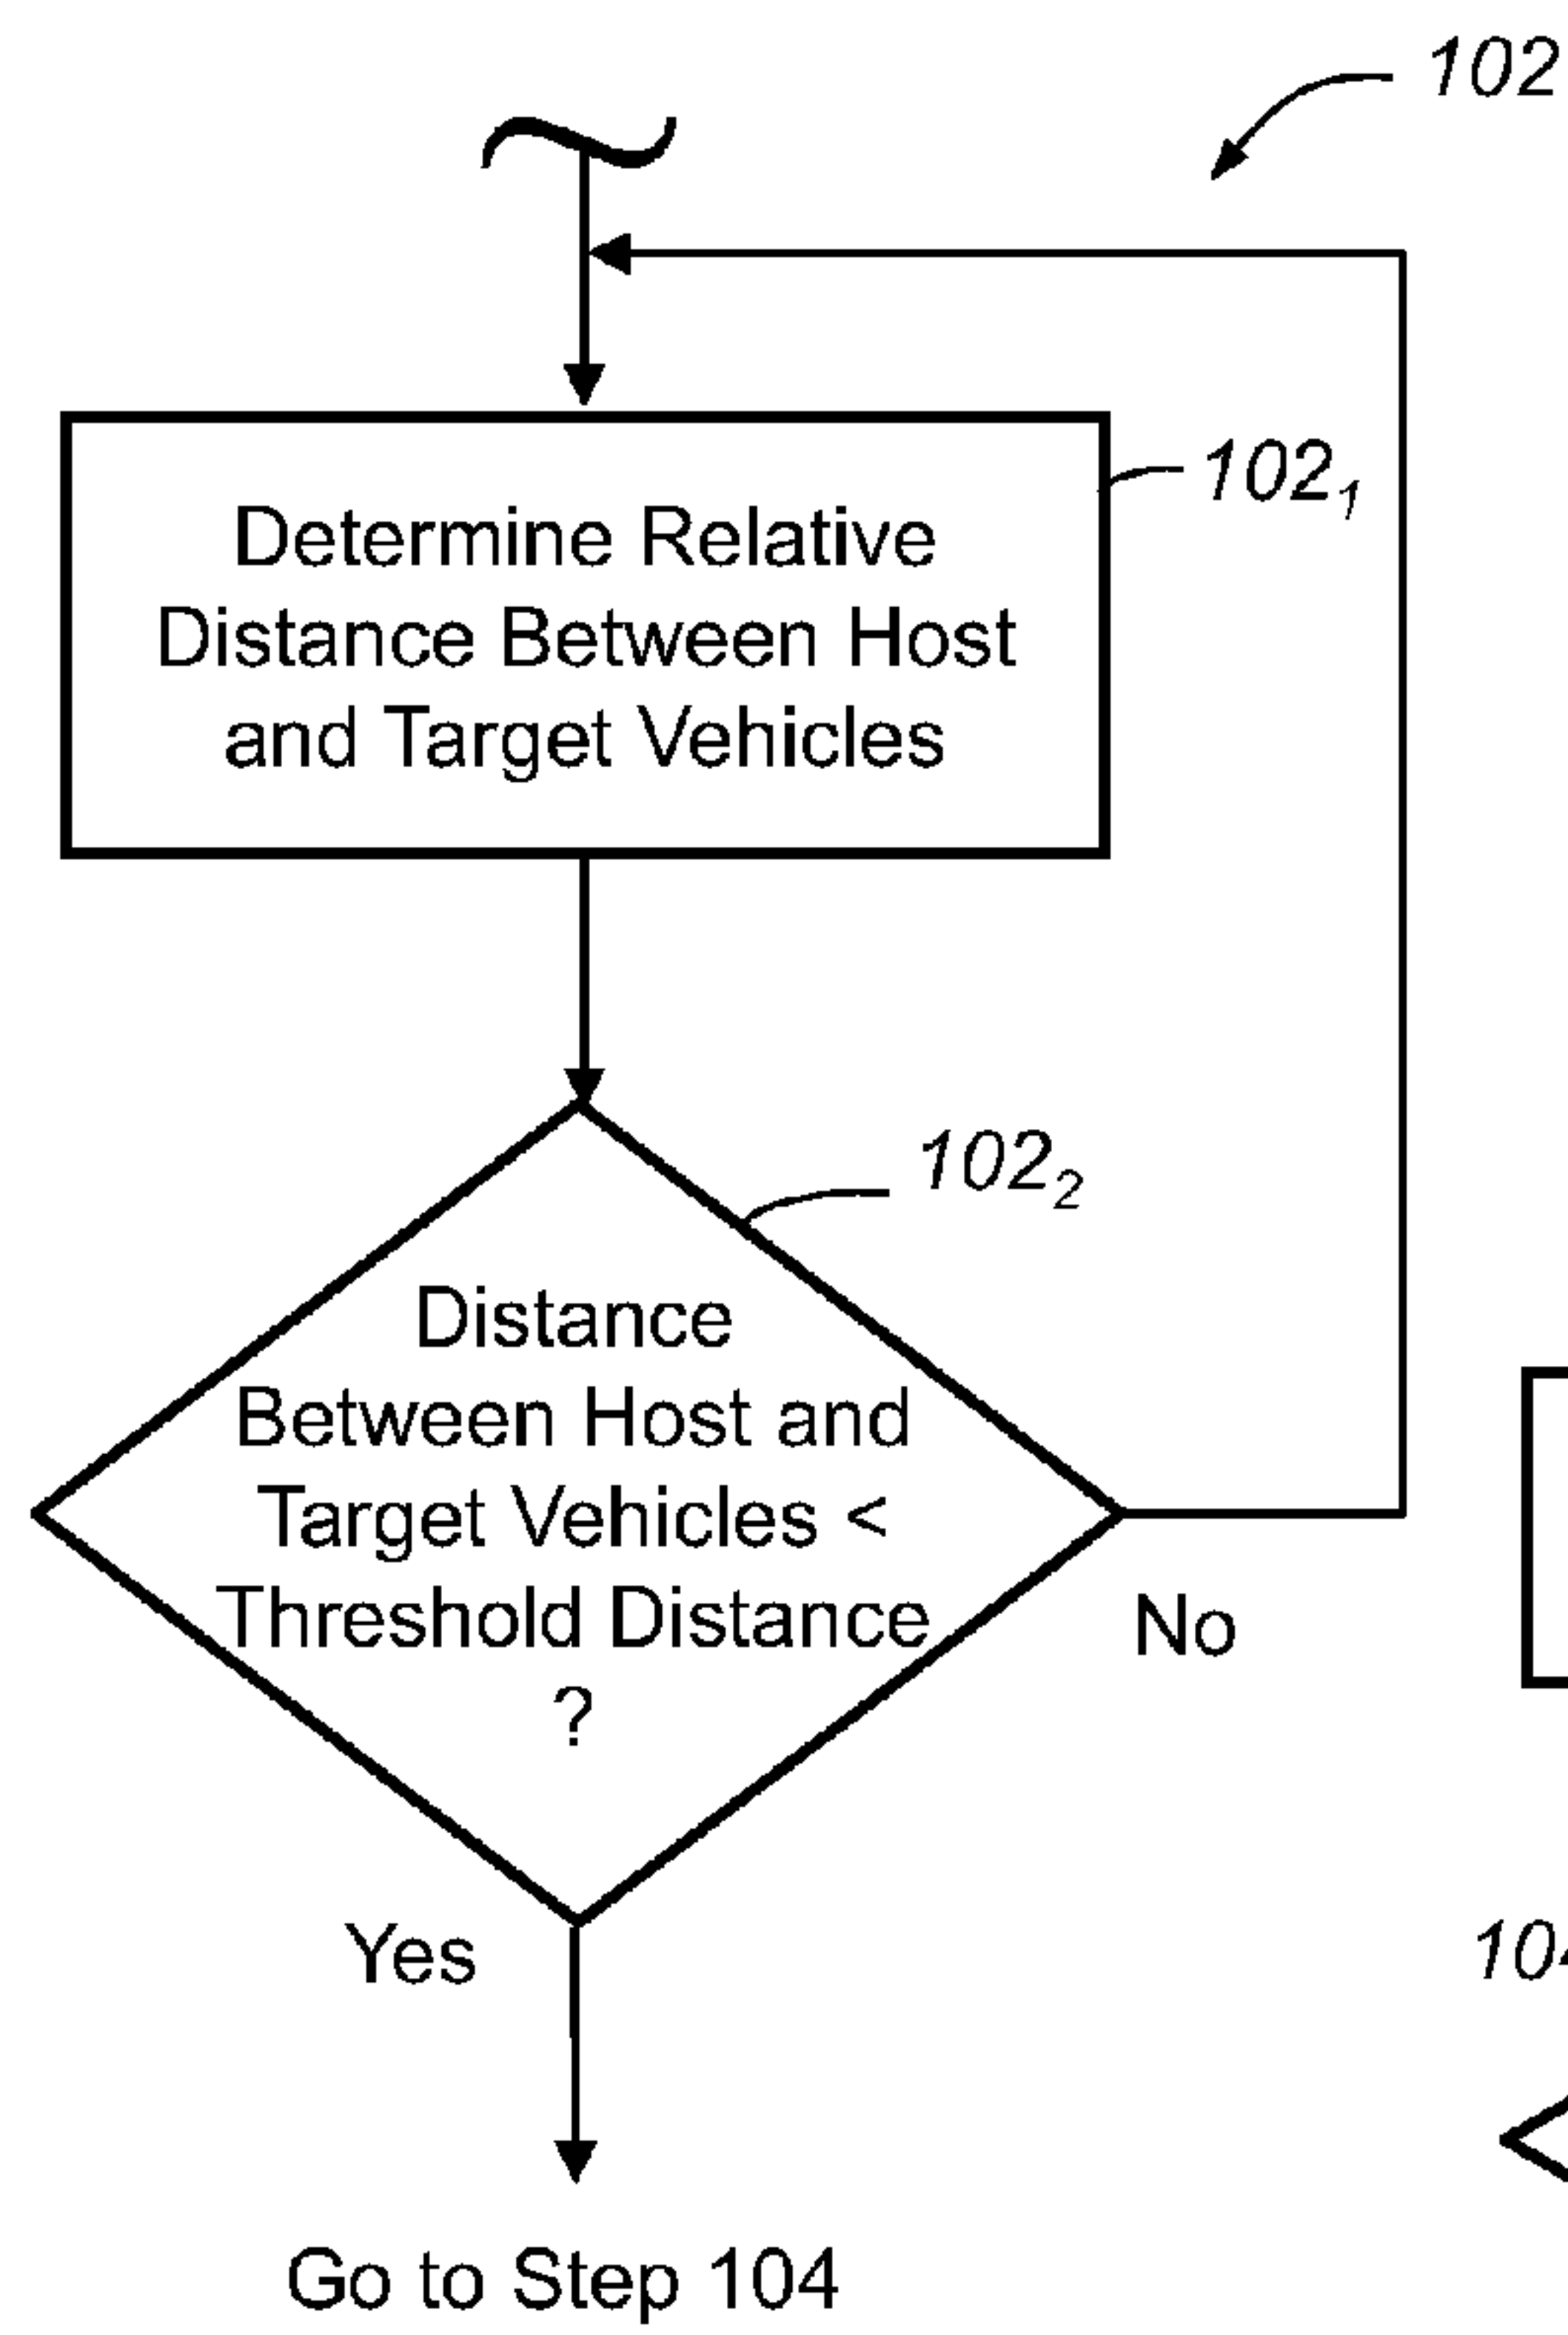 102
Determine Relative
Distance Between Host
and Target Vehicles
102₁
102₂
Distance
Between Host and
Target Vehicles <
Threshold Distance
?
No
Yes
Go to Step 104